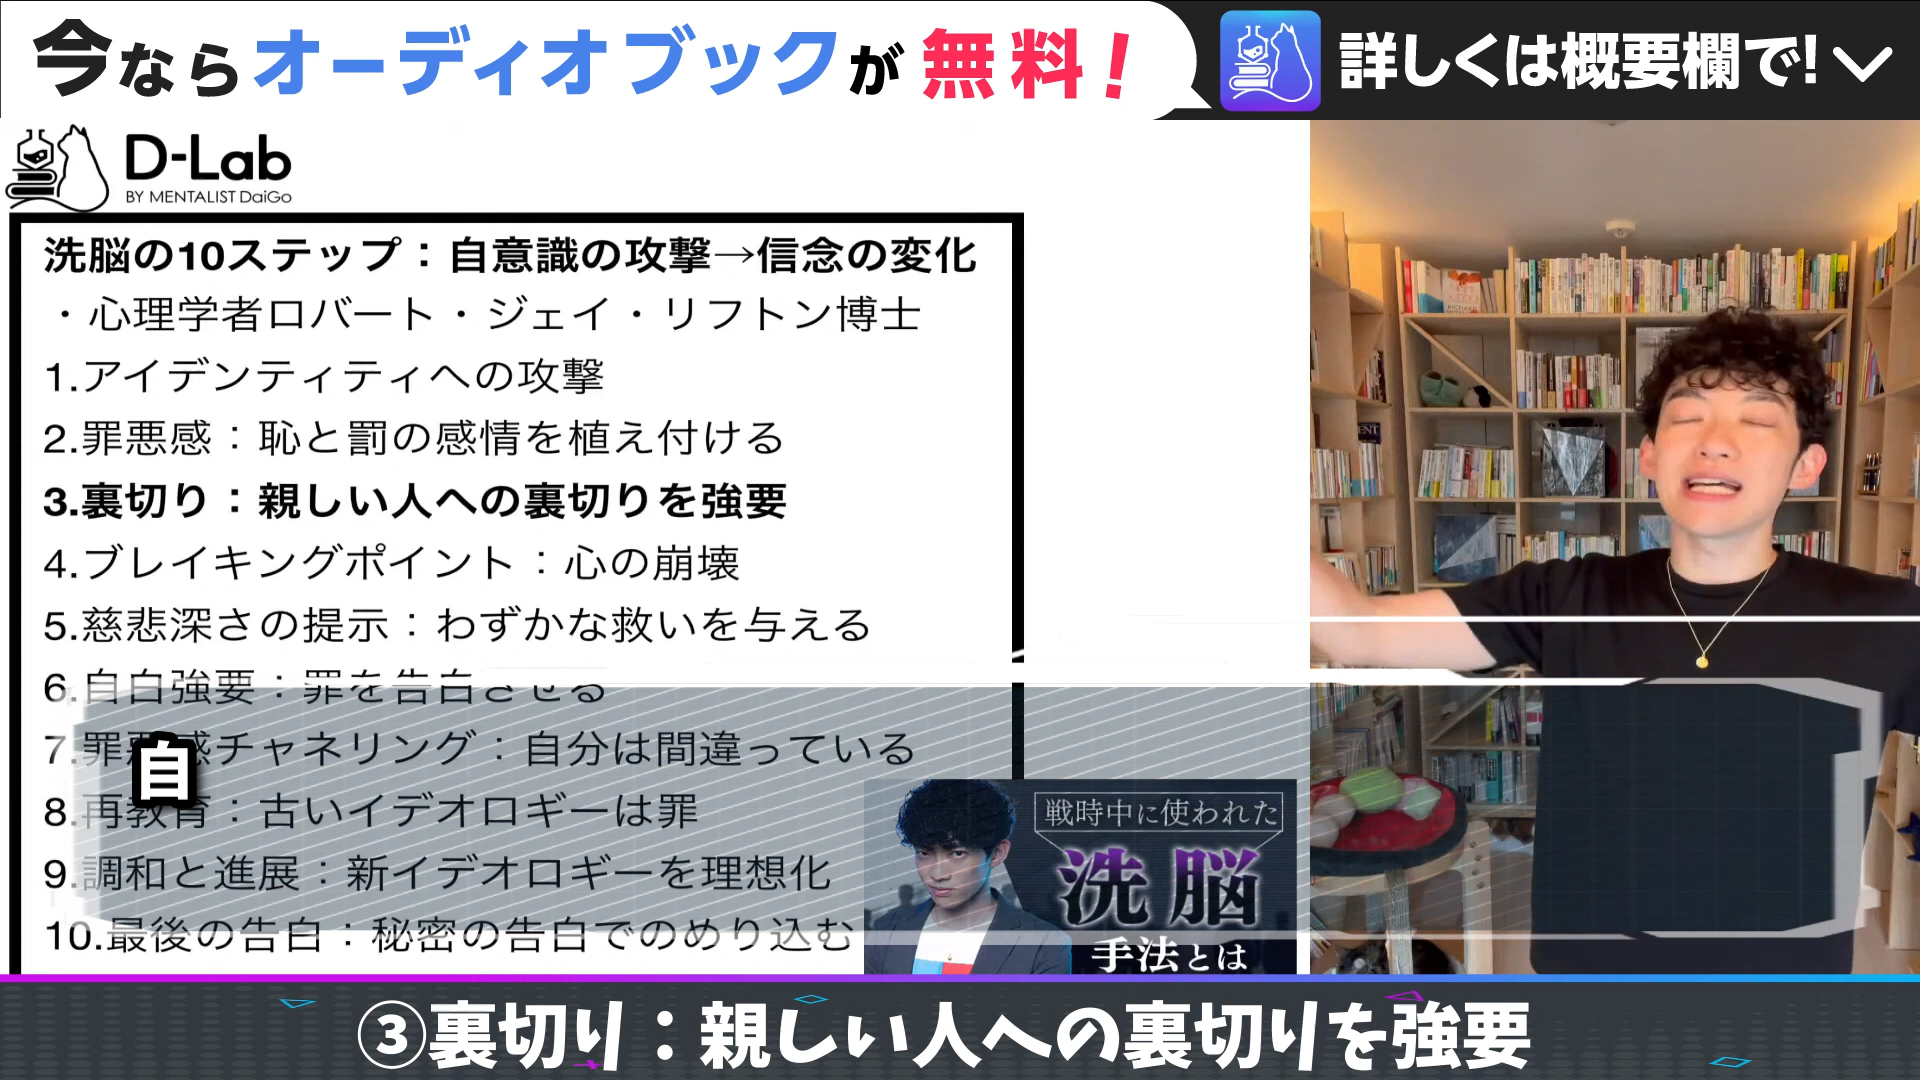 今ならオーディオブックが無料!
詳しくは概要欄で!
D-Lab
BY MENTALIST DaiGo
洗脳の10ステップ：自意識の攻撃→信念の変化
・心理学者ロバート・ジェイ・リフトン博士
1.アイデンティティへの攻撃
2.罪悪感：恥と罰の感情を植え付ける
3.裏切り：親しい人への裏切りを強要
4.ブレイキングポイント：心の崩壊
5.慈悲深さの提示：わずかな救いを与える
6.自白強要：罪を告白させる
7.罪悪感チャネリング：自分は間違っている
8.再教育：古いイデオロギーは罪
9.調和と進展：新イデオロギーを理想化
10.最後の告白：秘密の告白でのめり込む
自
戦時中に使われた
洗脳
手法とは
③裏切り：親しい人への裏切りを強要